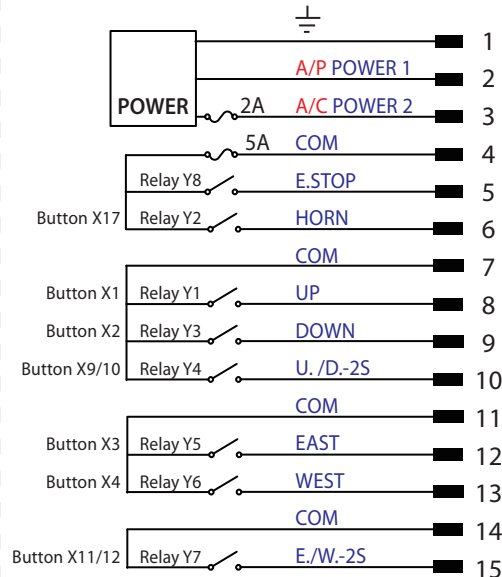 1
A/P POWER 1 2
POWER 2A A/C POWER 2 3
5A COM 4
Relay Y8 E.STOP 5
Button X17 Relay Y2 HORN 6
COM 7
Button X1 Relay Y1 UP 8
Button X2 Relay Y3 DOWN 9
Button X9/10 Relay Y4 U. /D.-2S 10
COM 11
Button X3 Relay Y5 EAST 12
Button X4 Relay Y6 WEST 13
COM 14
Button X11/12 Relay Y7 E./W.-2S 15